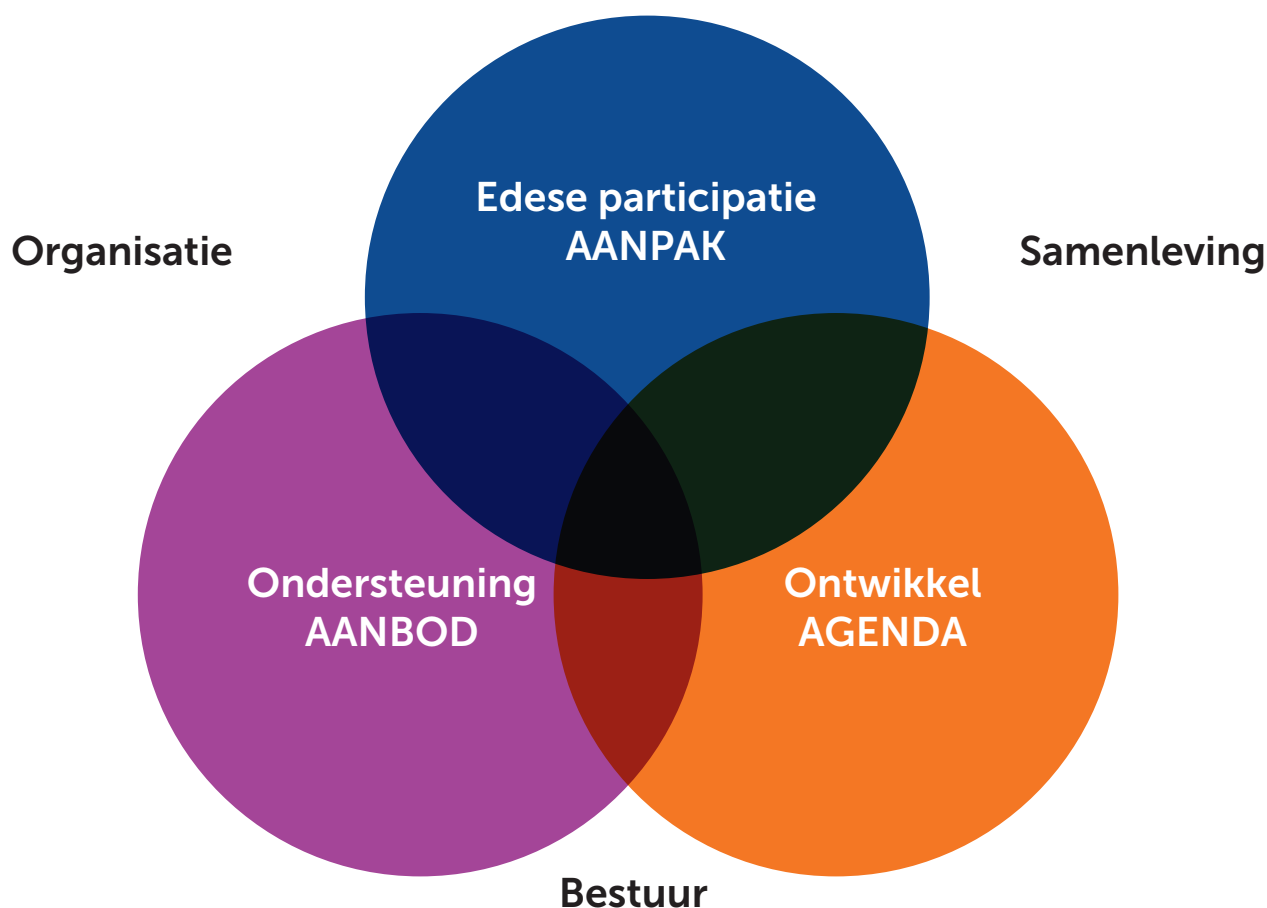 Edese participatie
AANPAK
Organisatie
Samenleving
Ondersteuning
AANBOD
Ontwikkel
AGENDA
Bestuur